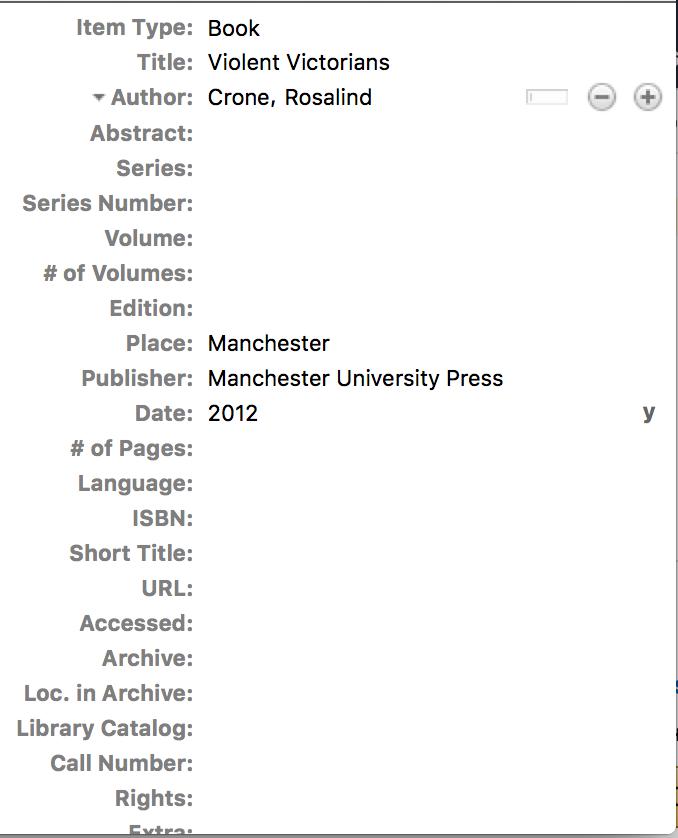 Item Type: Book
Title: Violent Victorians
Author: Crone, Rosalind
Abstract:
Series:
Series Number:
Volume:
# of Volumes:
Edition:
Place: Manchester
Publisher: Manchester University Press
Date: 2012 y
# of Pages:
Language:
ISBN:
Short Title:
URL:
Accessed:
Archive:
Loc. in Archive:
Library Catalog:
Call Number:
Rights:
Extra: